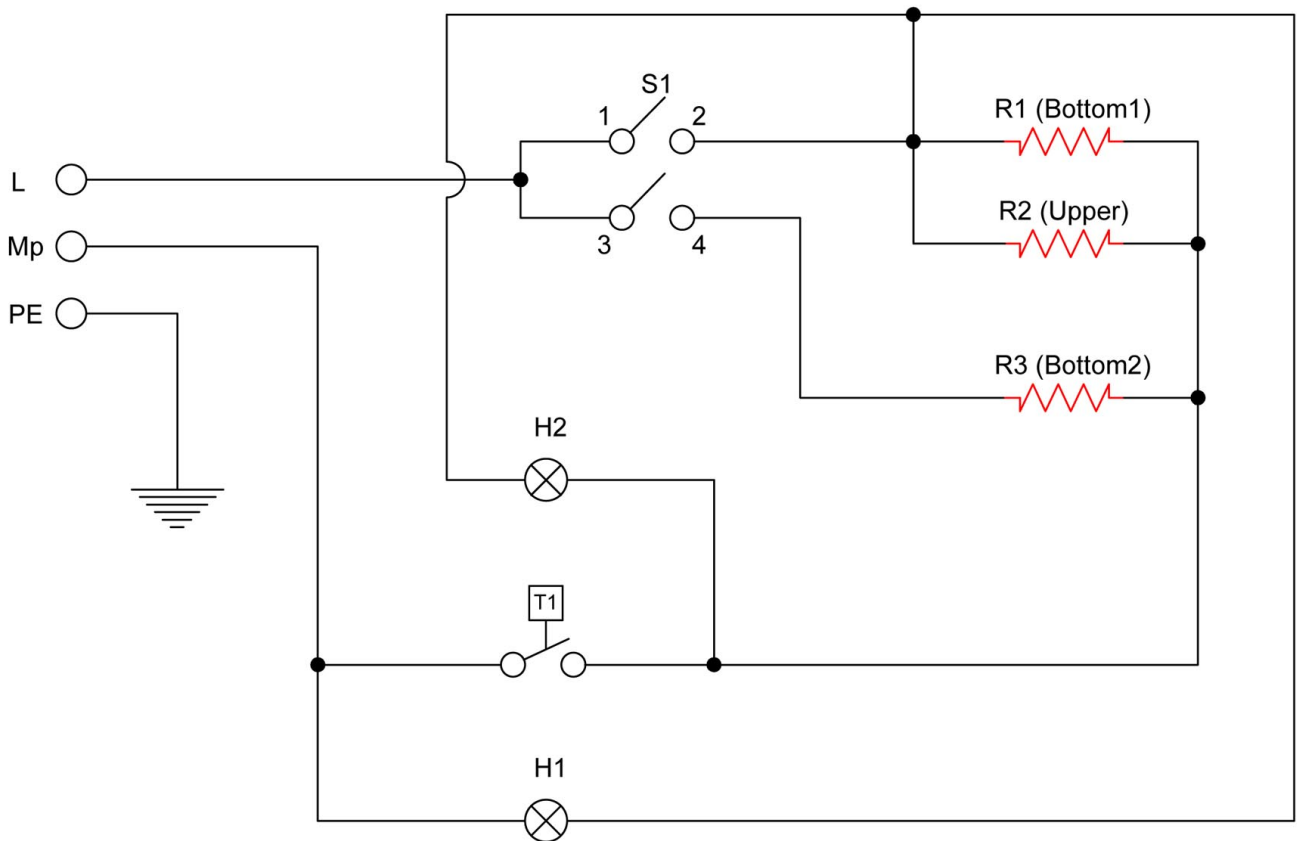 S1
1
2
R1 (Bottom1)
L
R2 (Upper)
3
4
Mp
PE
R3 (Bottom2)
H2
T1
H1